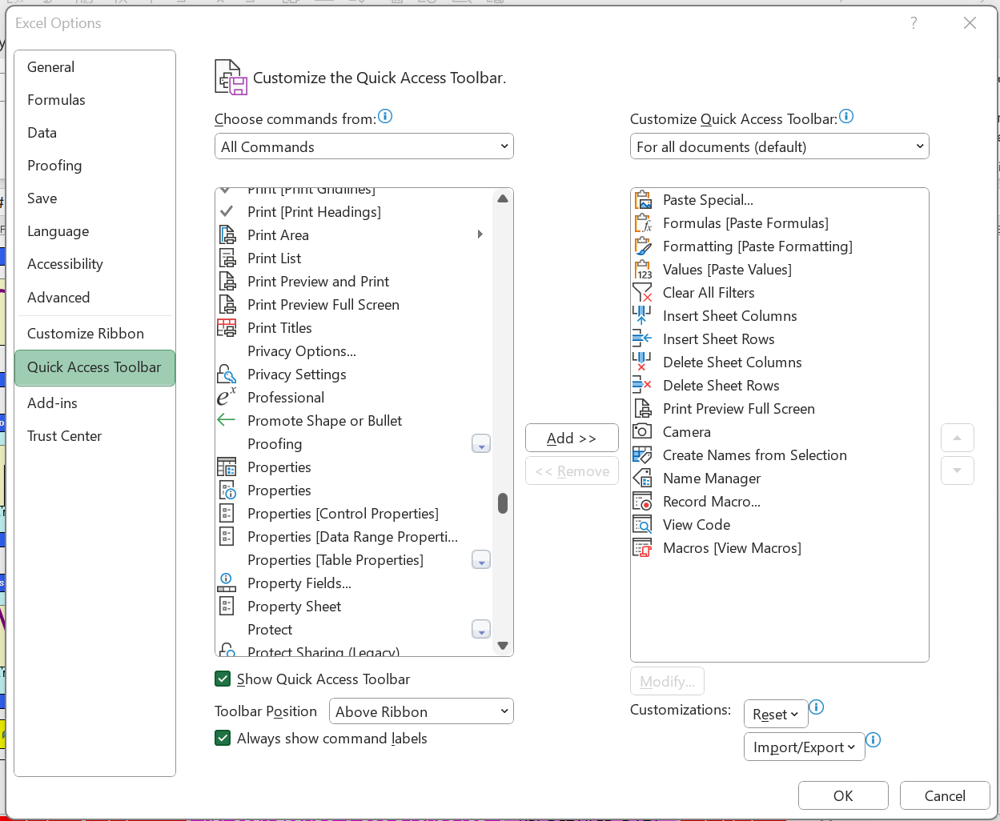 Excel Options
General
Formulas
Data
Proofing
Save
Language
Accessibility
Advanced
Customize Ribbon
Quick Access Toolbar
Add-ins
Trust Center
Customize the Quick Access Toolbar.
Choose commands from:
All Commands
Print [Print Gridlines]
Print [Print Headings]
Print Area
Print List
Print Preview and Print
Print Preview Full Screen
Print Titles
Privacy Options...
Privacy Settings
Professional
Promote Shape or Bullet
Proofing
Properties
Properties
Properties [Control Properties]
Properties [Data Range Properti...
Properties [Table Properties]
Property Fields...
Property Sheet
Protect
Protect Sharing (Legacy)
Show Quick Access Toolbar
Toolbar Position
Above Ribbon
Always show command labels
Add >>
<< Remove
Customize Quick Access Toolbar:
For all documents (default)
Paste Special...
Formulas [Paste Formulas]
Formatting [Paste Formatting]
Values [Paste Values]
Clear All Filters
Insert Sheet Columns
Insert Sheet Rows
Delete Sheet Columns
Delete Sheet Rows
Print Preview Full Screen
Camera
Create Names from Selection
Name Manager
Record Macro...
View Code
Macros [View Macros]
Modify...
Customizations:
Reset
Import/Export
OK
Cancel